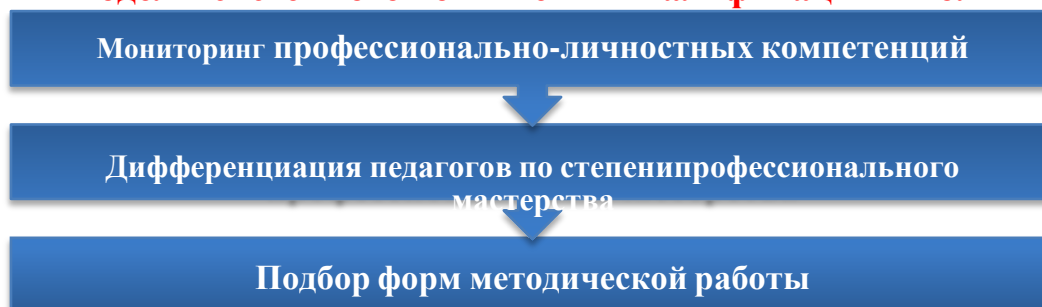 Мониторинг профессионально-личностных компетенций
Дифференциация педагогов по степенипрофессионального
мастерства
Подбор форм методической работы